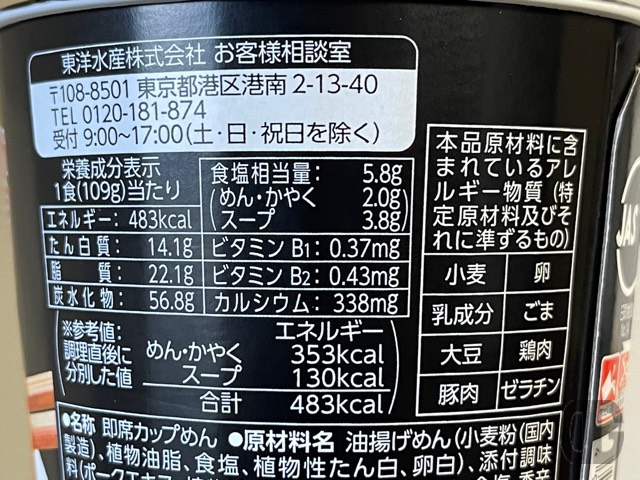 東洋水産株式会社 お客様相談室
〒108-8501 東京都港区港南2-13-40
TEL 0120-181-874
受付 9:00～17:00(土・日・祝日を除く)
栄養成分表示
1食(109g)当たり
エネルギー: 483kcal
たん白質: 14.1g
脂質: 22.1g
炭水化物: 56.8g
食塩相当量: 5.8g
(めん・かやく 2.0g)
(スープ 3.8g)
ビタミン B1: 0.37mg
ビタミン B2: 0.43mg
カルシウム: 338mg
※参考値:
調理直後に
分別した値
エネルギー
めん・かやく 353kcal
スープ 130kcal
合計 483kcal
本品原材料に含
まれているアレ
ルギー物質(特
定原材料及びそ
れに準ずるもの)
小麦 卵
乳成分 ごま
大豆 鶏肉
豚肉 ゼラチン
JAS
●名称 即席カップめん ●原材料名 油揚げめん(小麦粉(国内
製造)、植物油脂、食塩、植物性たん白、卵白)、添付調味
料(ポークエキス